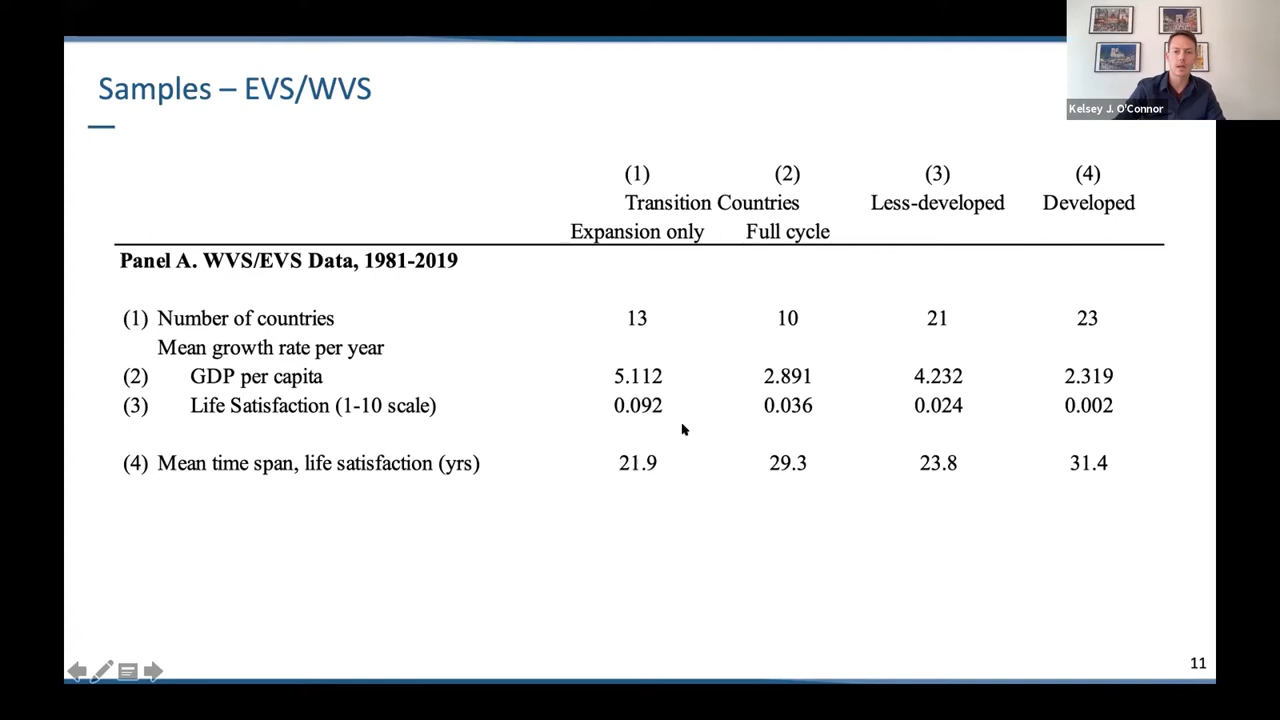 Samples – EVS/WVS
Kelsey J. O'Connor
(1) (2) (3) (4)
Transition Countries Less-developed Developed
Expansion only Full cycle
Panel A. WVS/EVS Data, 1981-2019
(1) Number of countries 13 10 21 23
Mean growth rate per year
(2) GDP per capita 5.112 2.891 4.232 2.319
(3) Life Satisfaction (1-10 scale) 0.092 0.036 0.024 0.002
(4) Mean time span, life satisfaction (yrs) 21.9 29.3 23.8 31.4
11